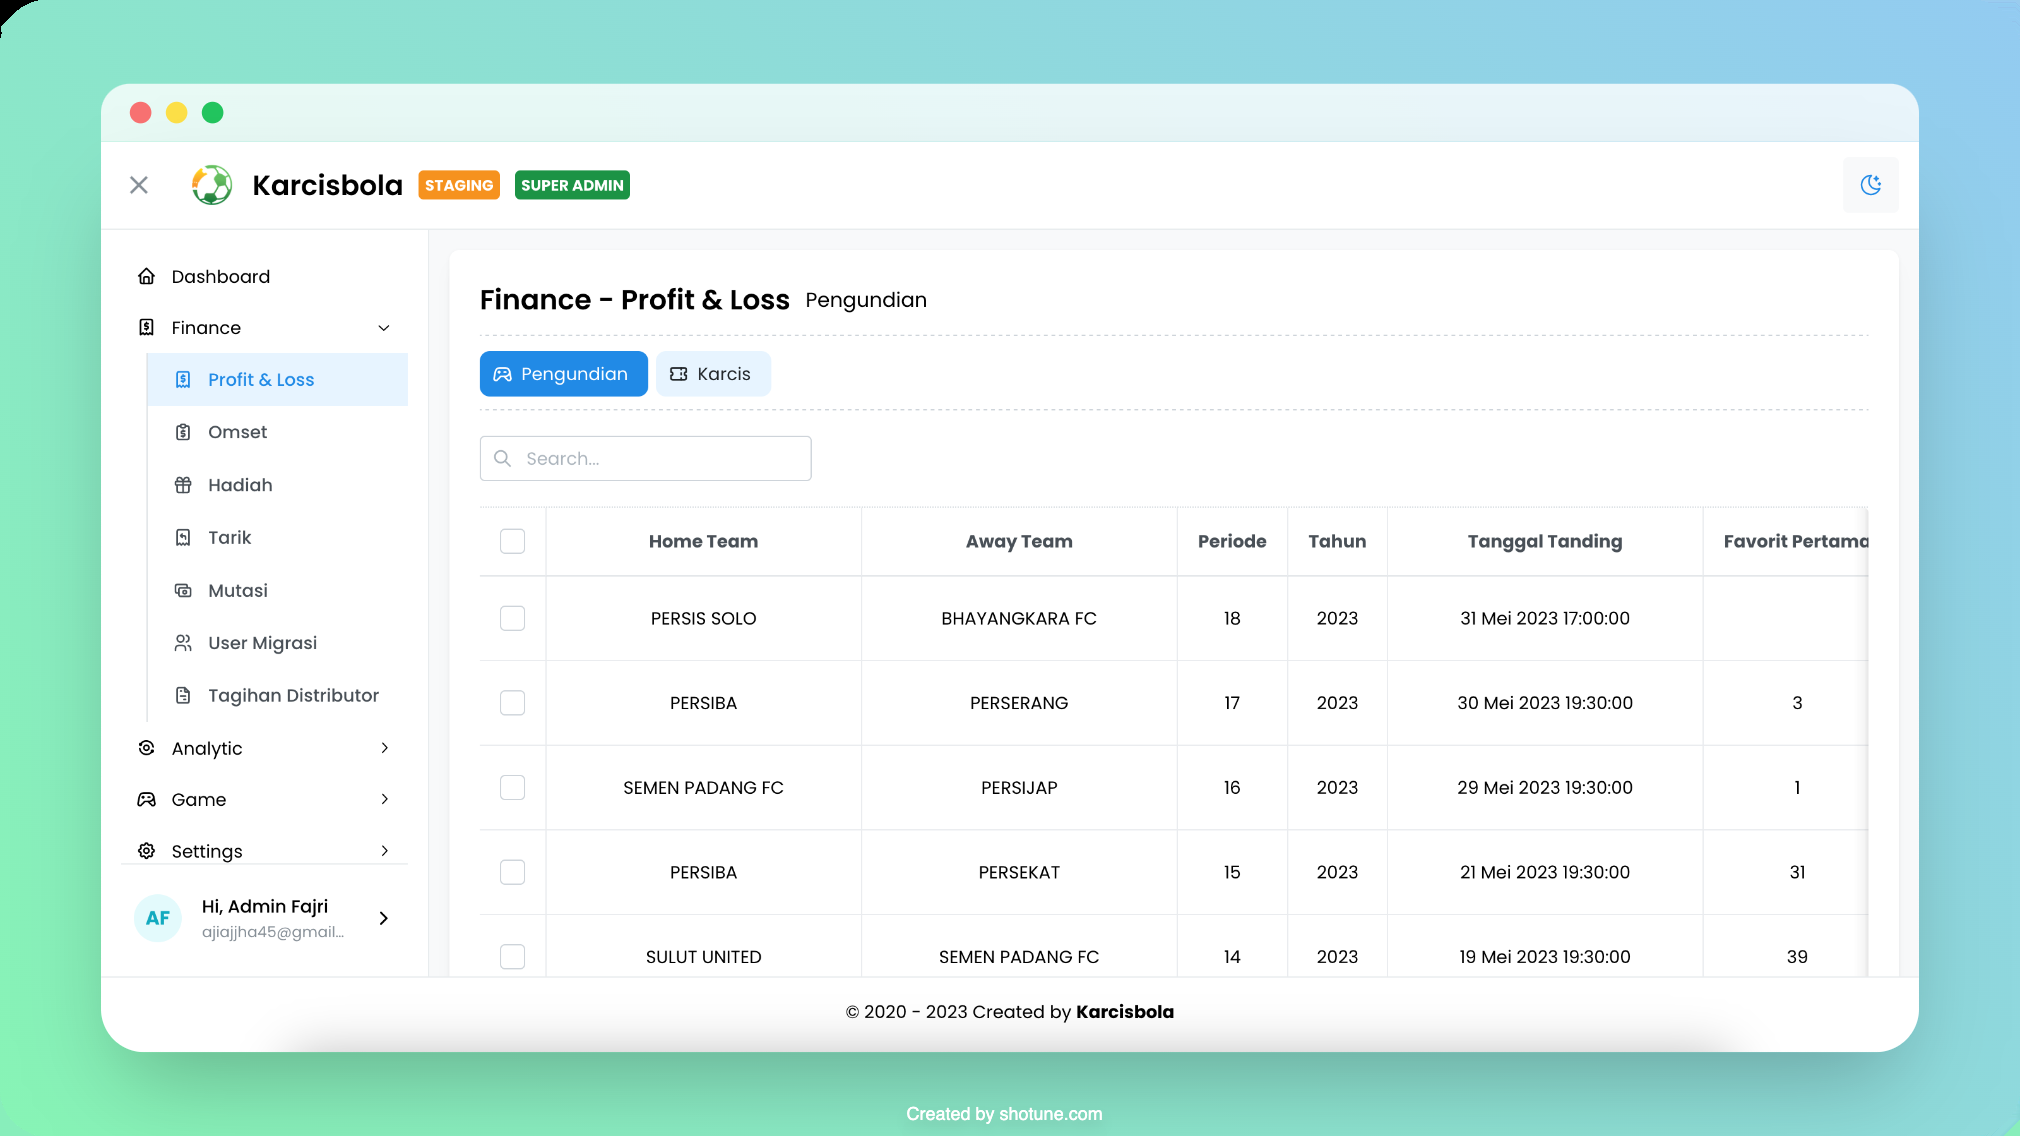 Karcisbola STAGING SUPER ADMIN
Dashboard
Finance
Profit & Loss
Omset
Hadiah
Tarik
Mutasi
User Migrasi
Tagihan Distributor
Analytic
Game
Settings
AF
Hi, Admin Fajri
ajiajjha45@gmail...
Finance - Profit & Loss Pengundian
Pengundian Karcis
Search...
Home Team Away Team Periode Tahun Tanggal Tanding Favorit Pertama
PERSIS SOLO BHAYANGKARA FC 18 2023 31 Mei 2023 17:00:00
PERSIBA PERSERANG 17 2023 30 Mei 2023 19:30:00 3
SEMEN PADANG FC PERSIJAP 16 2023 29 Mei 2023 19:30:00 1
PERSIBA PERSEKAT 15 2023 21 Mei 2023 19:30:00 31
SULUT UNITED SEMEN PADANG FC 14 2023 19 Mei 2023 19:30:00 39
© 2020 - 2023 Created by Karcisbola
Created by shotune.com